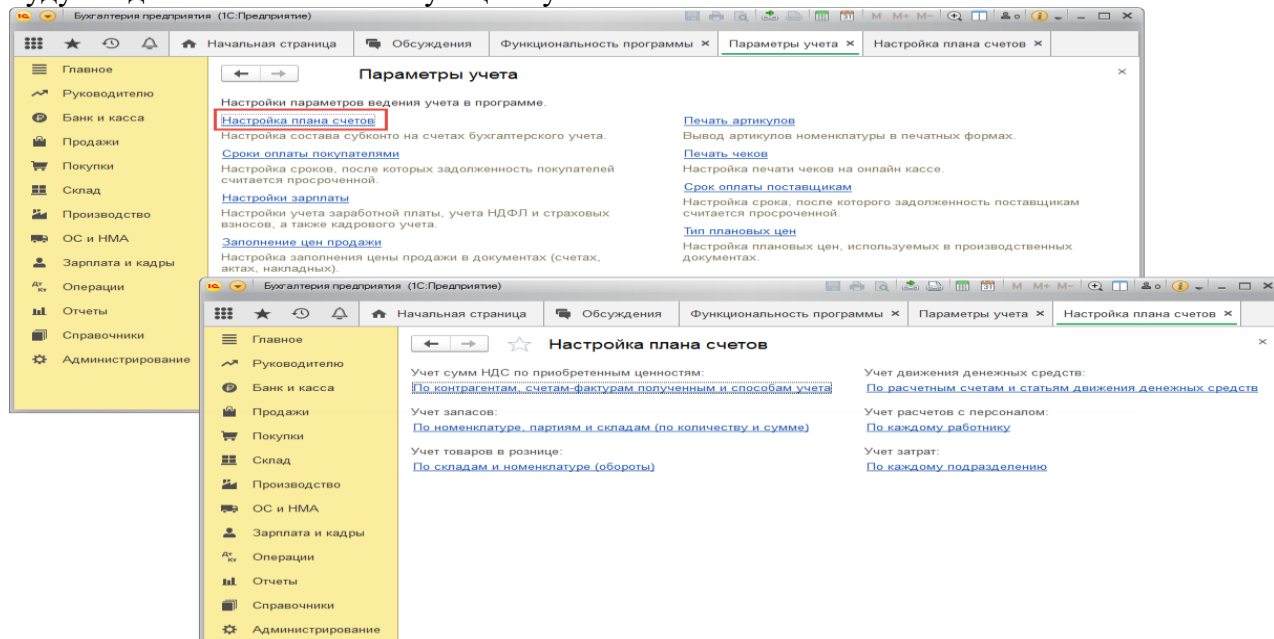 Бухгалтерия предприятия (1С:Предприятие)
M M+ M-
Начальная страница
Обсуждения
Функциональность программы ×
Параметры учета ×
Настройка плана счетов ×
Главное
Руководителю
Банк и касса
Продажи
Покупки
Склад
Производство
ОС и НМА
Зарплата и кадры
Операции
Отчеты
Справочники
Администрирование
Параметры учета
Настройки параметров ведения учета в программе.
Настройка плана счетов
Настройка состава субконто на счетах бухгалтерского учета.
Сроки оплаты покупателями
Настройка сроков, после которых задолженность покупателей
считается просроченной.
Настройки зарплаты
Настройки учета заработной платы, учета НДФЛ и страховых
взносов, а также кадрового учета.
Заполнение цен продажи
Настройка заполнения цены продажи в документах (счетах,
актах, накладных).
Печать артикулов
Вывод артикулов номенклатуры в печатных формах.
Печать чеков
Настройка печати чеков на онлайн кассе.
Срок оплаты поставщикам
Настройка срока, после которого задолженность поставщикам
считается просроченной.
Тип плановых цен
Настройка плановых цен, используемых в производственных
документах.
Бухгалтерия предприятия (1С:Предприятие)
M M+ M-
Начальная страница
Обсуждения
Функциональность программы ×
Параметры учета ×
Настройка плана счетов ×
Главное
Руководителю
Банк и касса
Продажи
Покупки
Склад
Производство
ОС и НМА
Зарплата и кадры
Операции
Отчеты
Справочники
Администрирование
Настройка плана счетов
Учет сумм НДС по приобретенным ценностям:
По контрагентам, счетам-фактурам полученным и способам учета
Учет запасов:
По номенклатуре, партиям и складам (по количеству и сумме)
Учет товаров в рознице:
По складам и номенклатуре (обороты)
Учет движения денежных средств:
По расчетным счетам и статьям движения денежных средств
Учет расчетов с персоналом:
По каждому работнику
Учет затрат:
По каждому подразделению